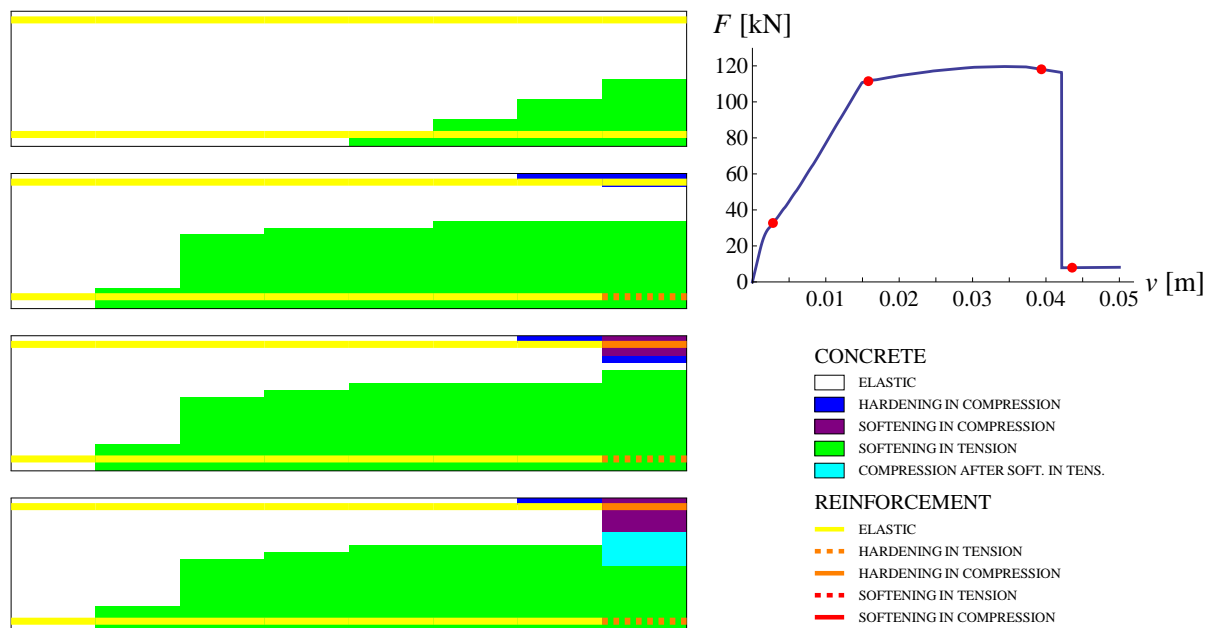 F [kN]
120
100
80
60
40
20
0
0.01 0.02 0.03 0.04 0.05
v [m]
CONCRETE
ELASTIC
HARDENING IN COMPRESSION
SOFTENING IN COMPRESSION
SOFTENING IN TENSION
COMPRESSION AFTER SOFT. IN TENS.
REINFORCEMENT
ELASTIC
HARDENING IN TENSION
HARDENING IN COMPRESSION
SOFTENING IN TENSION
SOFTENING IN COMPRESSION